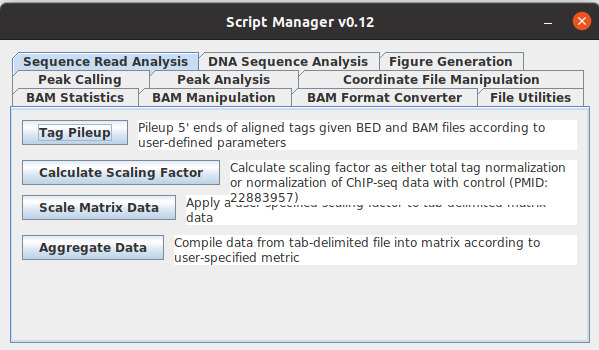 Script Manager v0.12
Sequence Read Analysis DNA Sequence Analysis Figure Generation
Peak Calling Peak Analysis Coordinate File Manipulation
BAM Statistics BAM Manipulation BAM Format Converter File Utilities
Tag Pileup
Pileup 5' ends of aligned tags given BED and BAM files according to
user-defined parameters
Calculate Scaling Factor
Calculate scaling factor as either total tag normalization
or normalization of ChIP-seq data with control (PMID:
22883957)
Scale Matrix Data
Apply a user-specified scaling factor to tab-delimited matrix
data
Aggregate Data
Compile data from tab-delimited file into matrix according to
user-specified metric